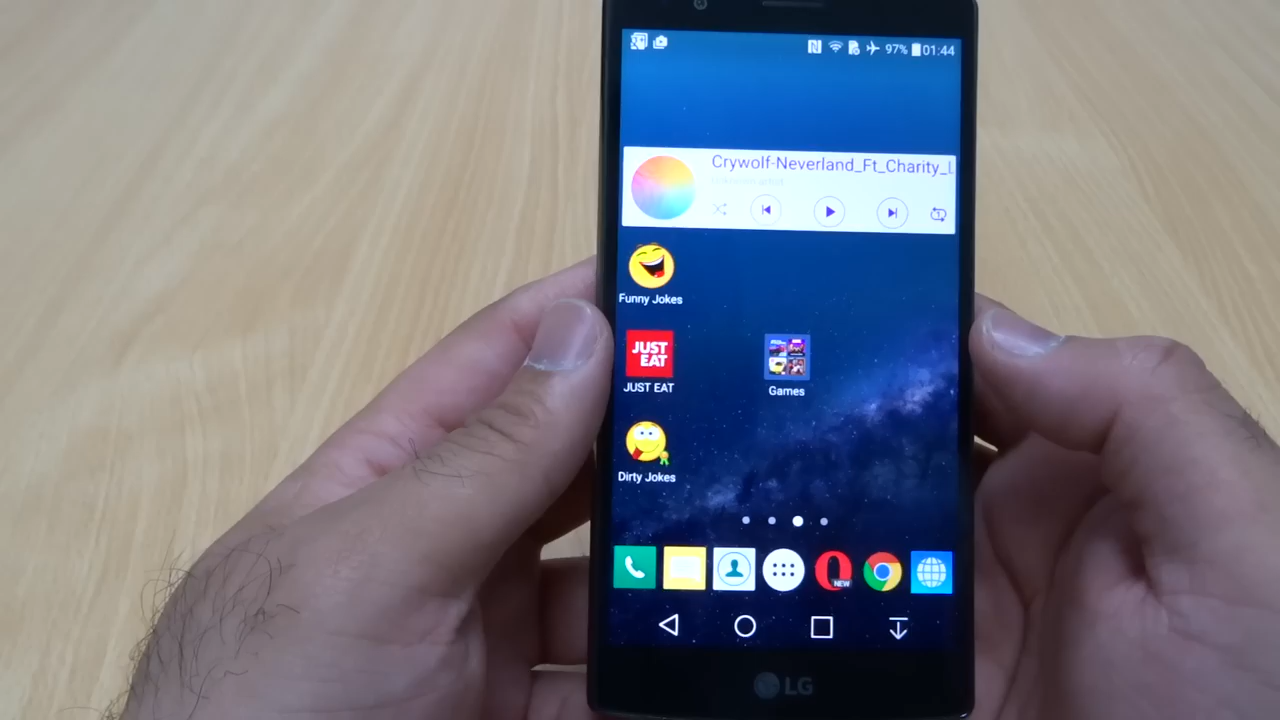 97% 01:44
Crywolf-Neverland_Ft_Charity_L
Funny Jokes
JUST
EAT
JUST EAT
Games
Dirty Jokes
NEW
LG